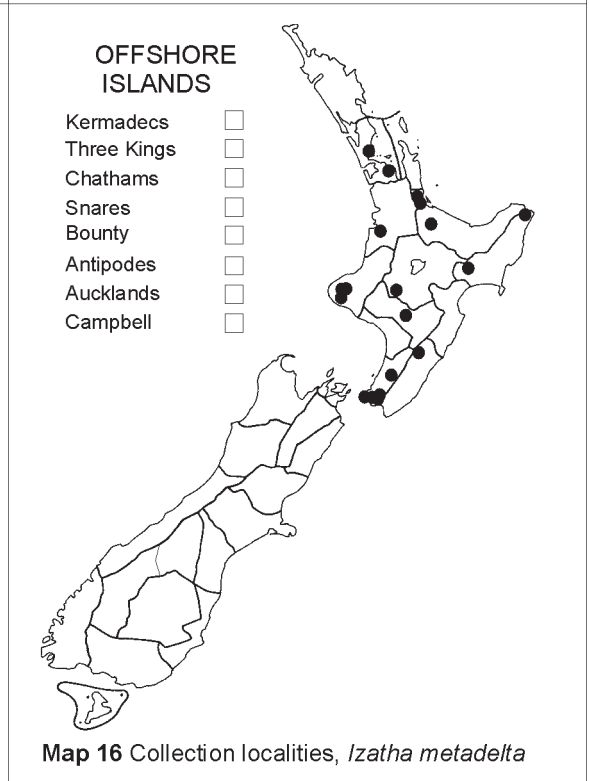 OFFSHORE
ISLANDS
Kermadecs
Three Kings
Chathams
Snares
Bounty
Antipodes
Aucklands
Campbell
Map 16 Collection localities, Izatha metadelta